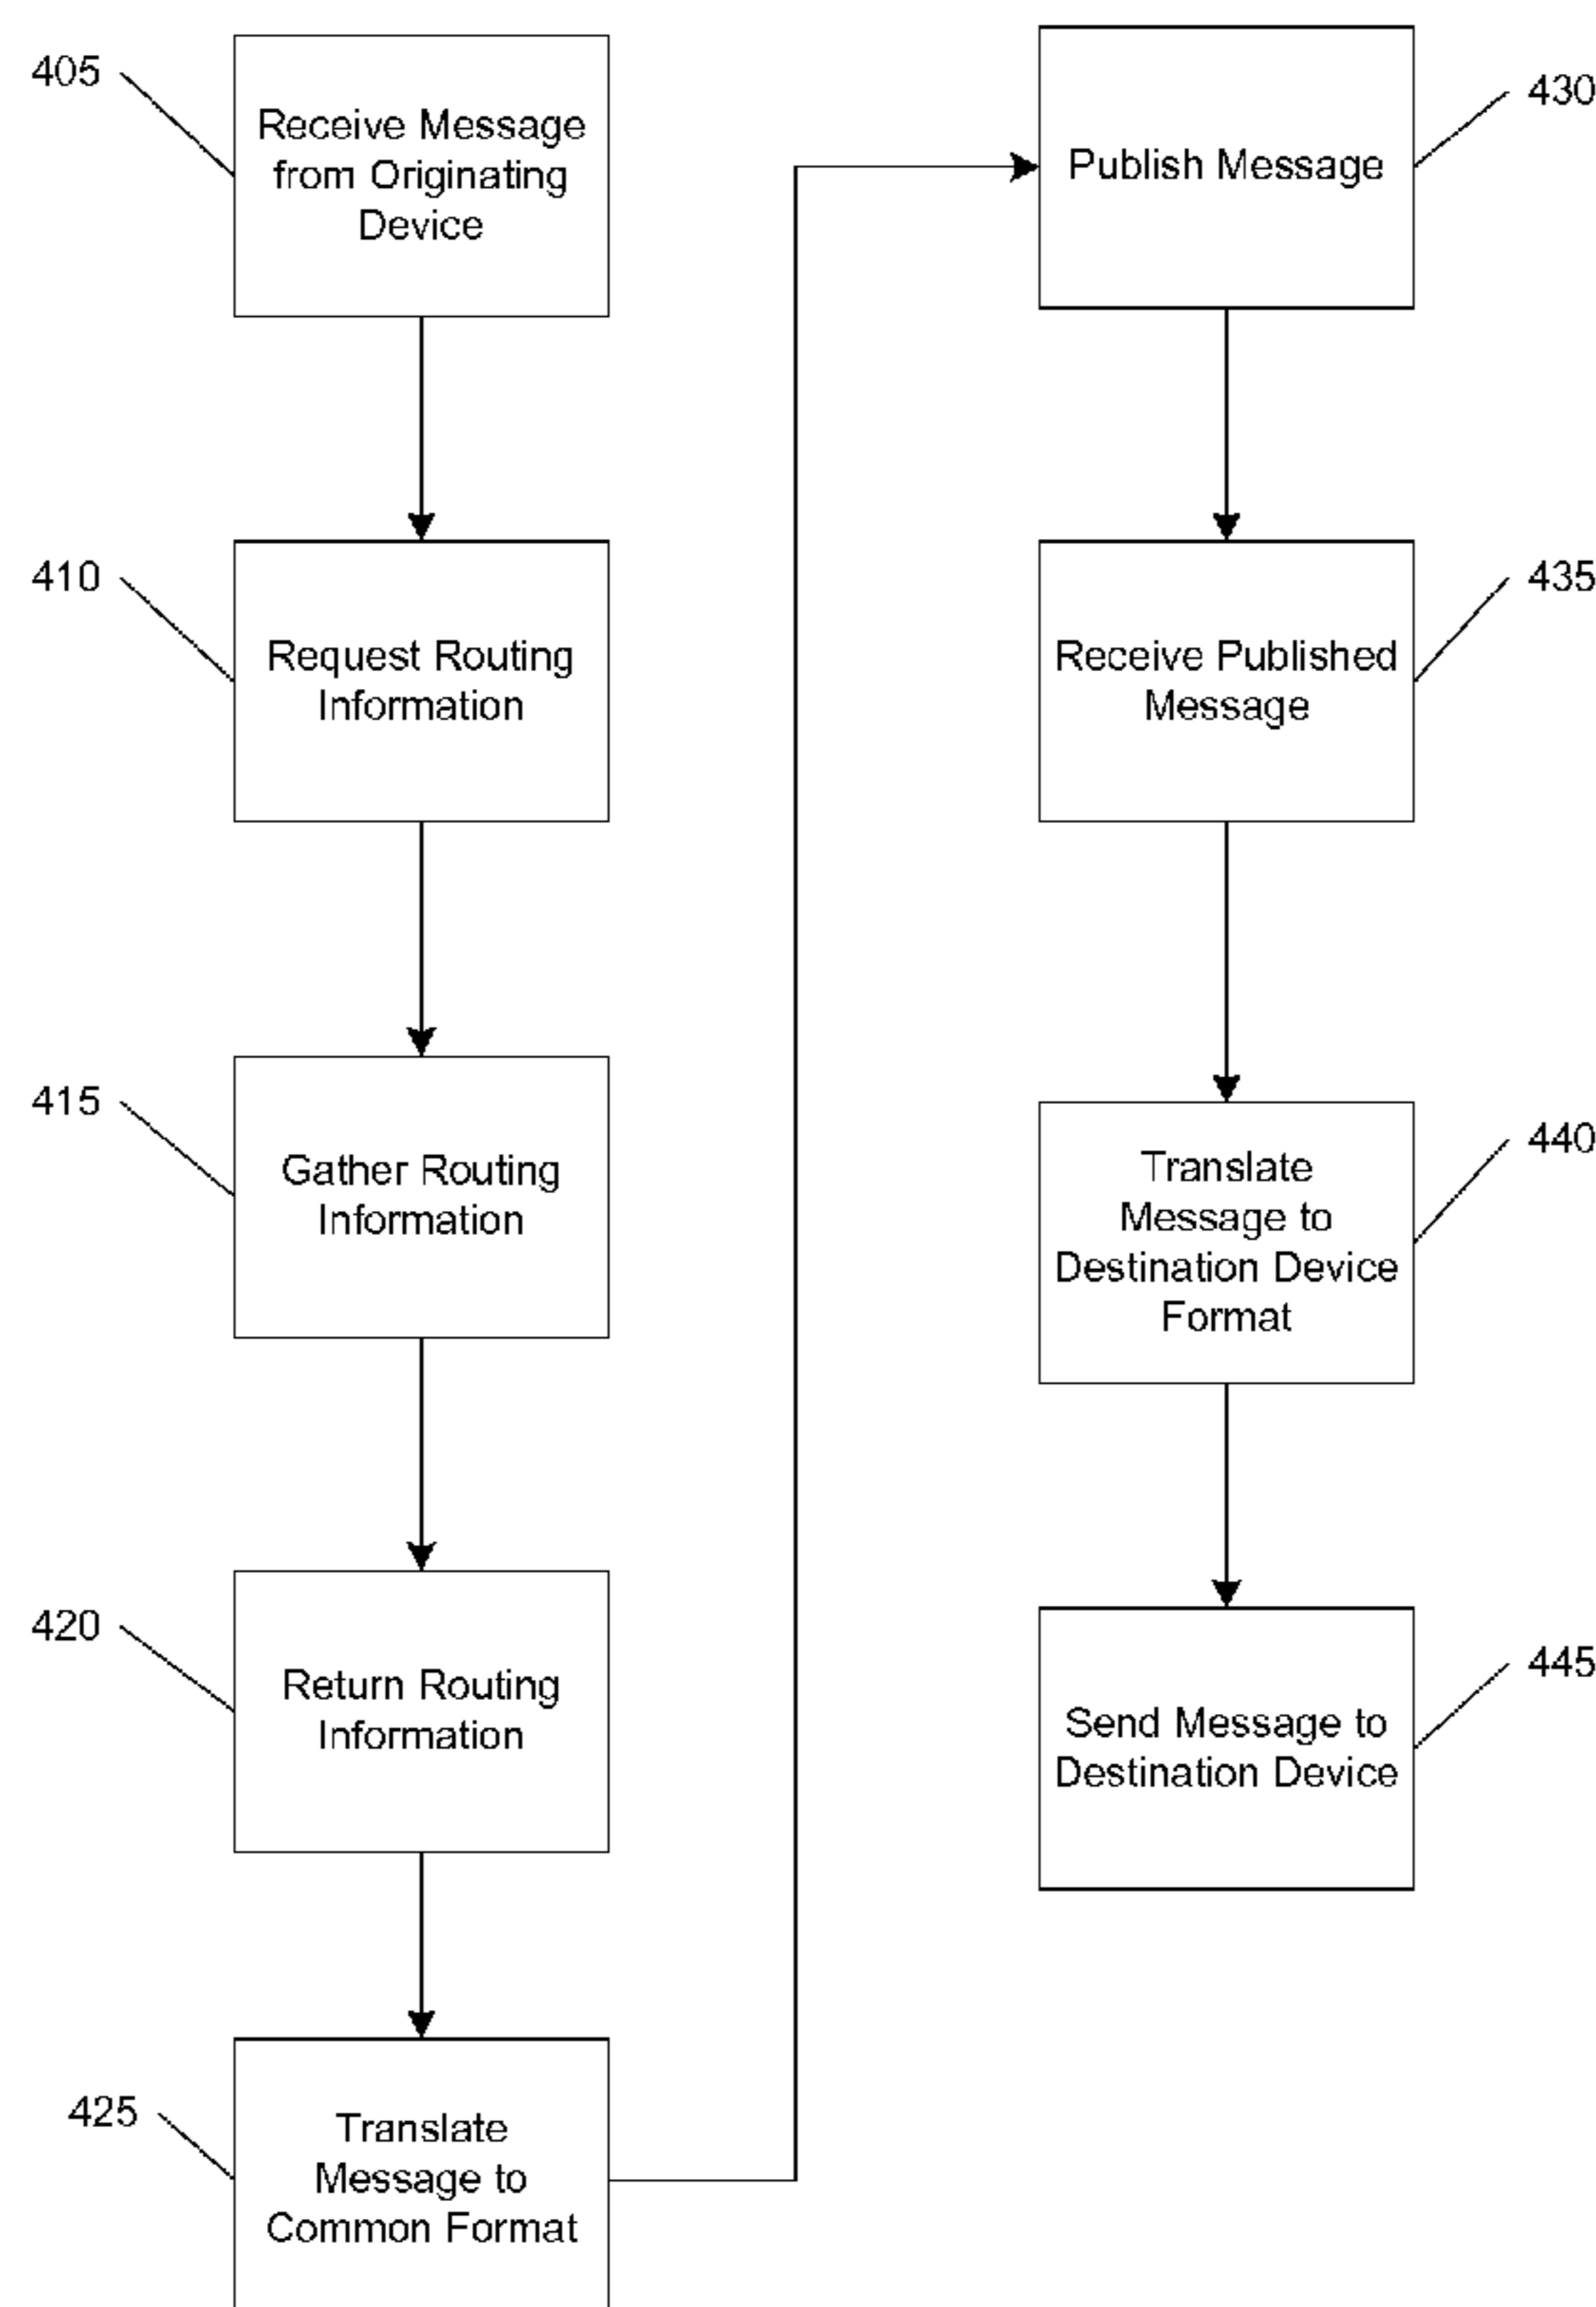 405
Receive Message
from Originating
Device
410
Request Routing
Information
415
Gather Routing
Information
420
Return Routing
Information
425
Translate
Message to
Common Format
430
Publish Message
435
Receive Published
Message
440
Translate
Message to
Destination Device
Format
445
Send Message to
Destination Device